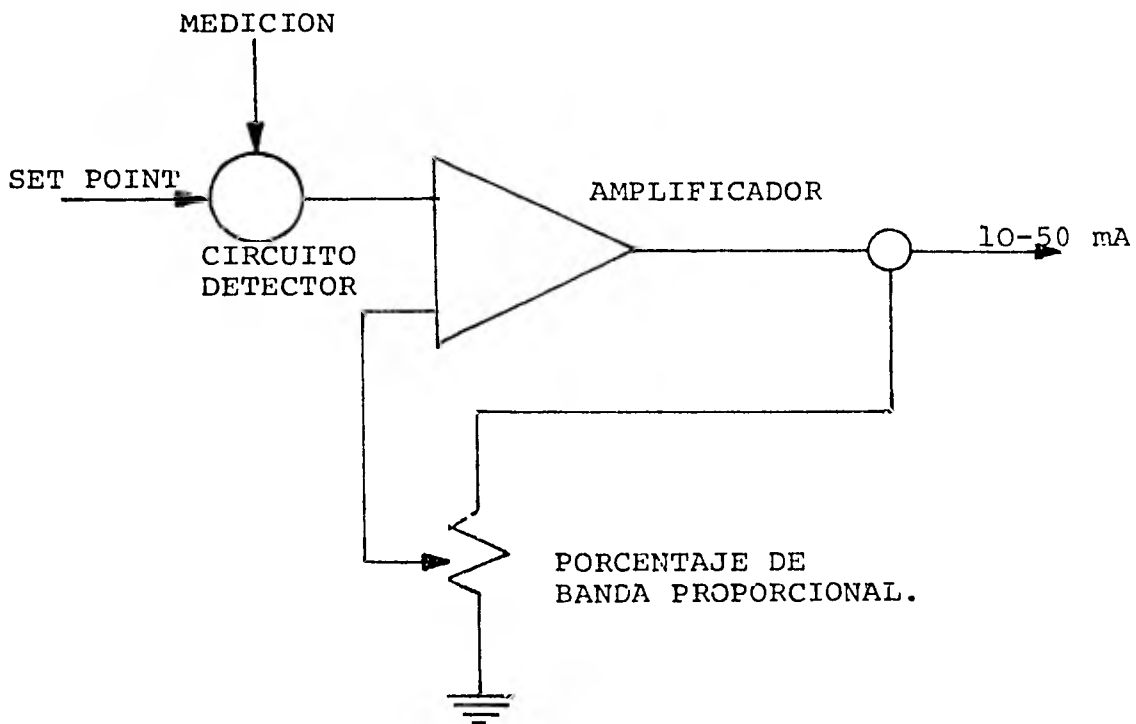 MEDICION
SET POINT
AMPLIFICADOR
10-50 mA
CIRCUITO
DETECTOR
PORCENTAJE DE
BANDA PROPORCIONAL.